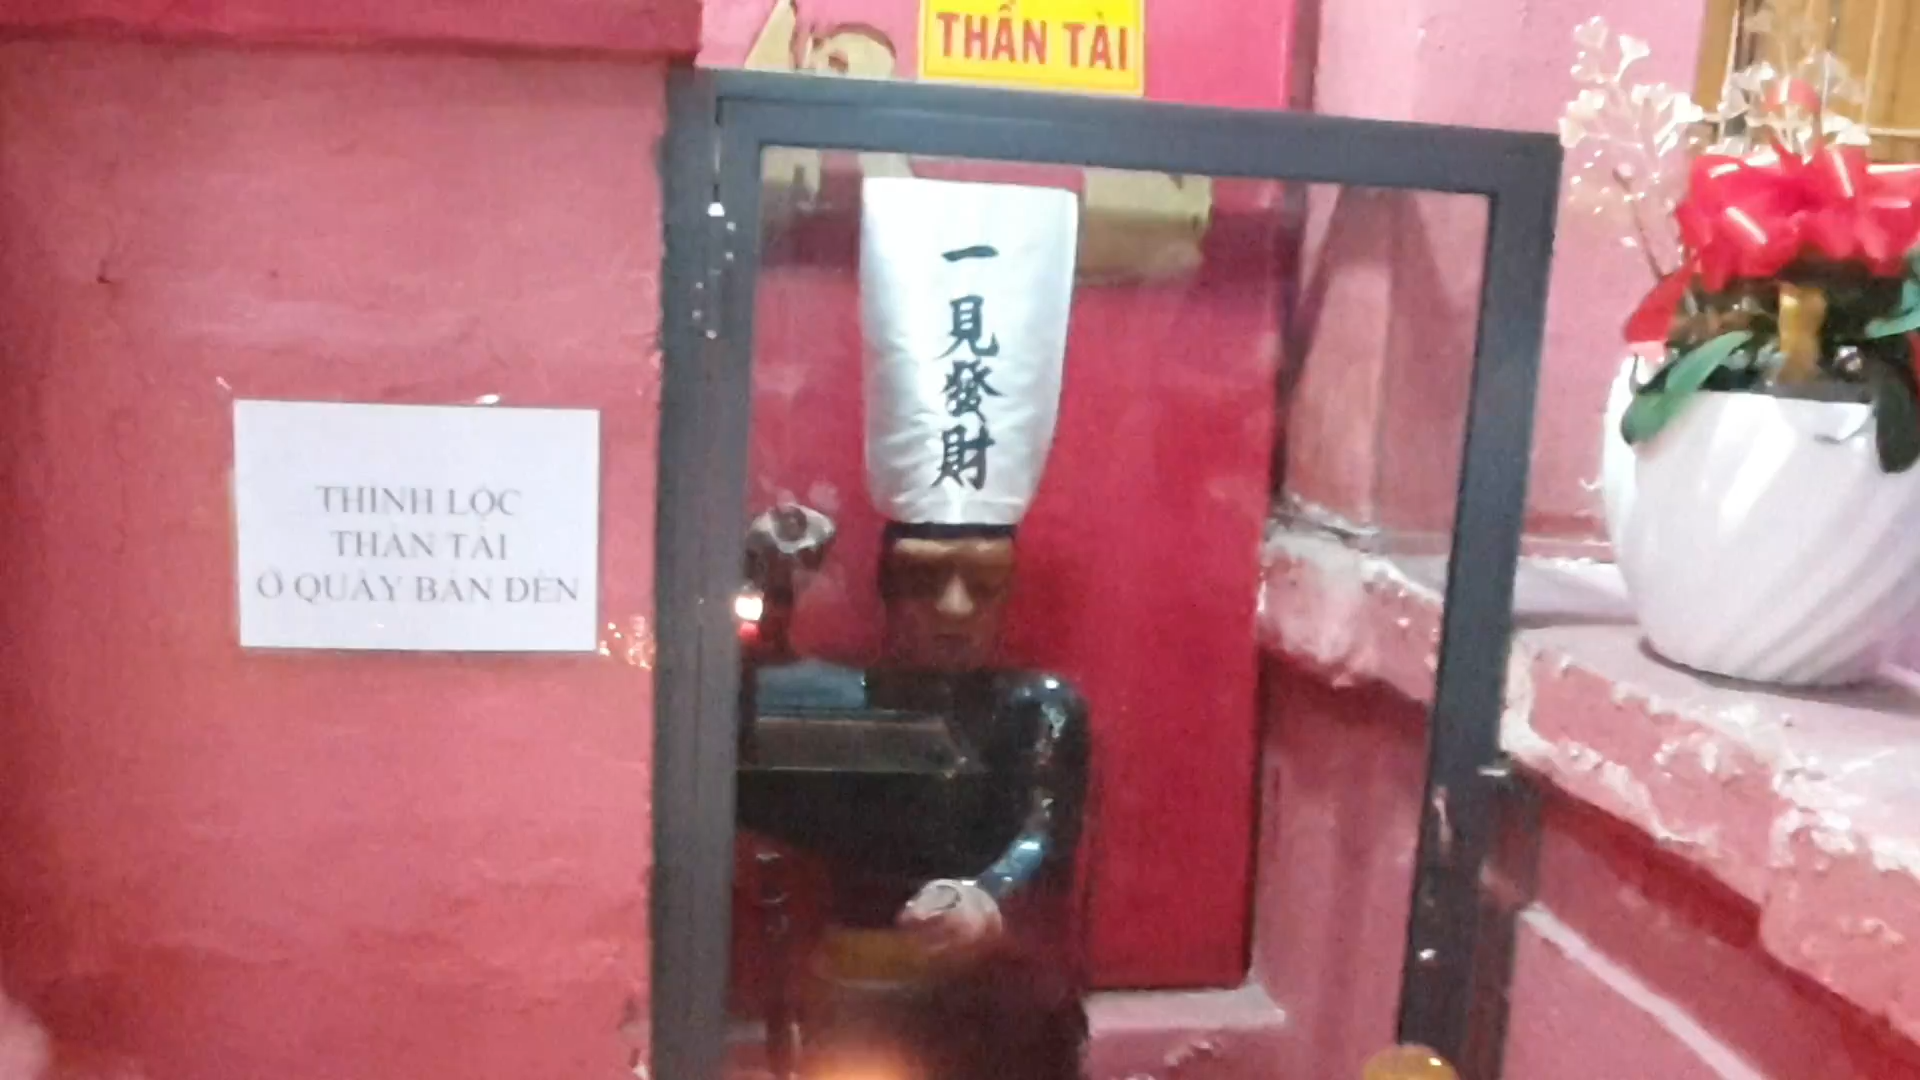 THẦN TÀI
一見發財
THỈNH LỘC
THẦN TÀI
Ở QUẦY BÁN ĐÈN